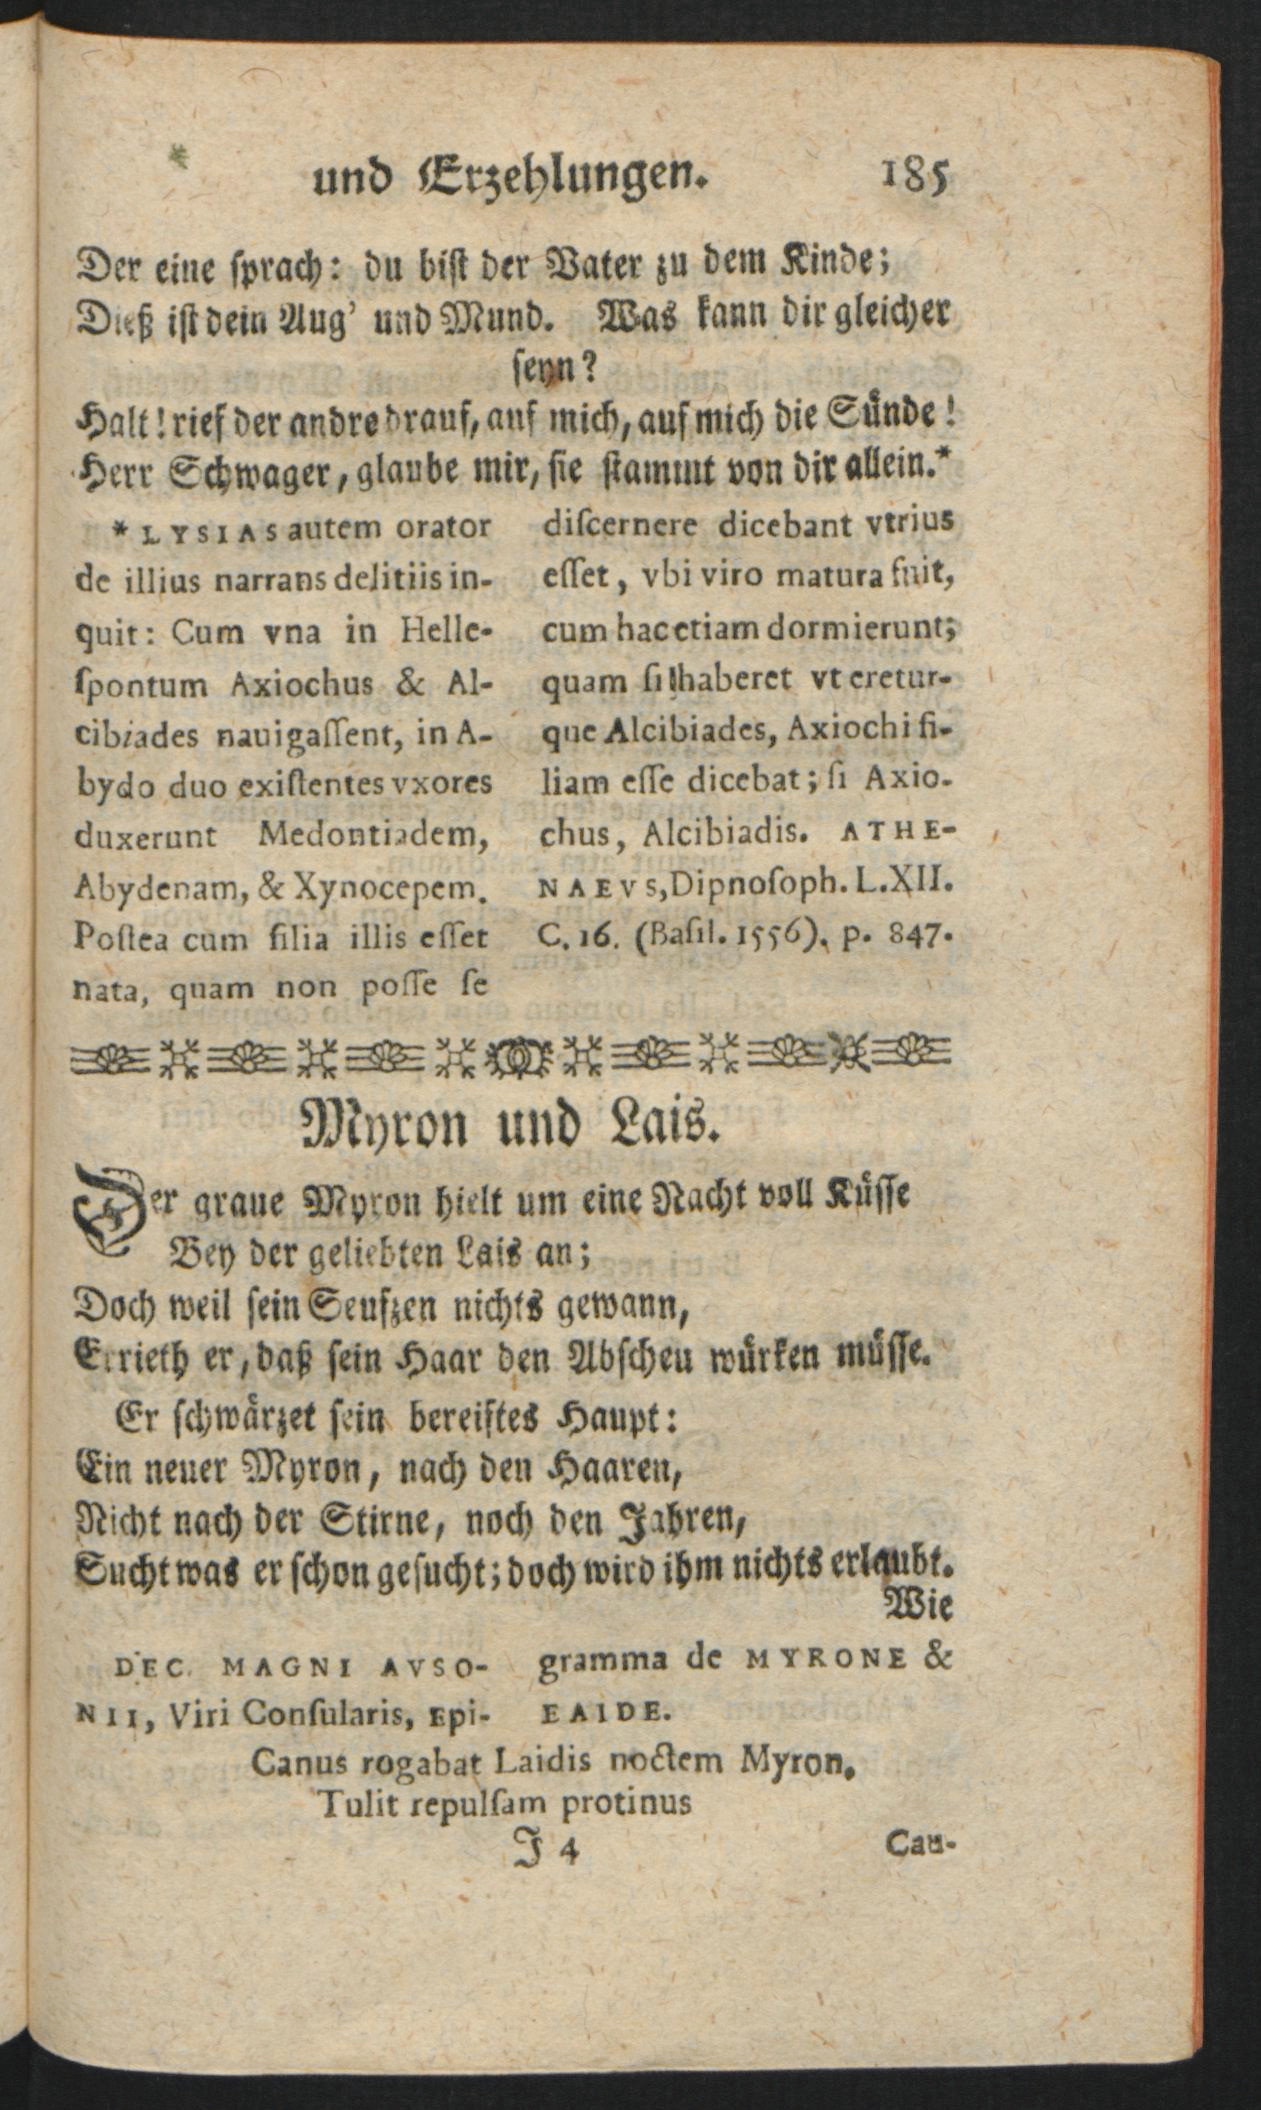 und Erzehlungen. 185
Der eine sprach: du bist der Vater zu dem Kinde;
Dieß ist dein Aug' und Mund. Was kann dir gleicher
seyn?
Halt! rief der andre drauf, auf mich, auf mich die Sünde!
Herr Schwager, glaube mir, sie stammt von dir allein.*
* LYSIAS autem orator
de illius narrans delitiis in-
quit: Cum vna in Helle-
spontum Axiochus & Al-
cibiades nauigassent, in A-
bydo duo existentes vxores
duxerunt Medontiadem,
Abydenam, & Xynocepem.
Postea cum filia illis esset
nata, quam non posse se
discernere dicebant vtrius
esset, vbi viro matura fuit,
cum hac etiam dormierunt;
quam si haberet vteretur-
que Alcibiades, Axiochi fi-
liam esse dicebat; si Axio-
chus, Alcibiadis. ATHE-
NAEVS, Dipnosoph. L. XII.
C. 16. (Basil. 1556). p. 847.
Myron und Lais.
Der graue Myron hielt um eine Nacht voll Küsse
Bey der geliebten Lais an;
Doch weil sein Seufzen nichts gewann,
Errieth er, daß sein Haar den Abscheu würken müsse.
Er schwärzet sein bereiftes Haupt:
Ein neuer Myron, nach den Haaren,
Nicht nach der Stirne, noch den Jahren,
Sucht was er schon gesucht; doch wird ihm nichts erlaubt.
Wie
DEC. MAGNI AVSO-
NII, Viri Consularis, Epi-
gramma de MYRONE &
EAIDE.
Canus rogabat Laidis noctem Myron.
Tulit repulsam protinus
J 4 Cau-